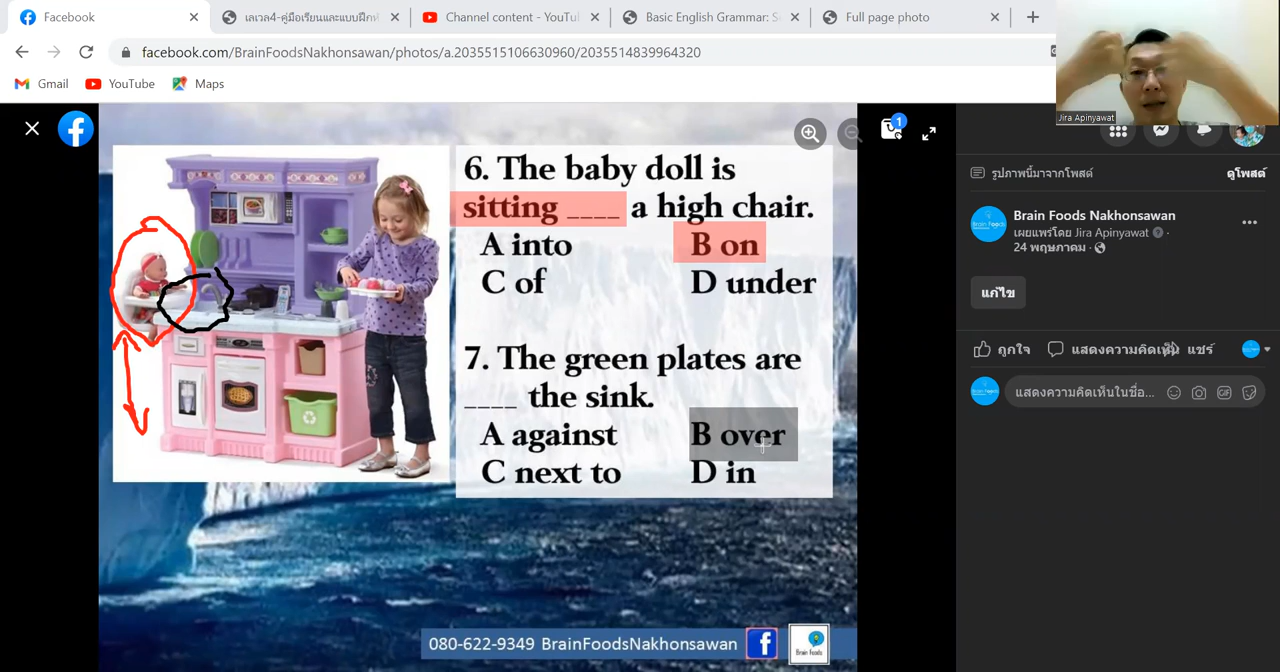 Facebook
เลเวล4-คู่มือเรียนและแบบฝึกหั
Channel content - YouTu
Basic English Grammar: S
Full page photo
facebook.com/BrainFoodsNakhonsawan/photos/a.2035515106630960/2035514839964320
Gmail
YouTube
Maps
Jira Apinyawat
1
6. The baby doll is
sitting ____ a high chair.
A into
B on
C of
D under
7. The green plates are
____ the sink.
A against
B over
C next to
D in
080-622-9349 BrainFoodsNakhonsawan
Brain Foods
รูปภาพนี้มาจากโพสต์
ดูโพสต์
Brain Foods Nakhonsawan
เผยแพร่โดย Jira Apinyawat
24 พฤษภาคม
แก้ไข
ถูกใจ
แสดงความคิดเห็น
แชร์
แสดงความคิดเห็นในชื่อ...